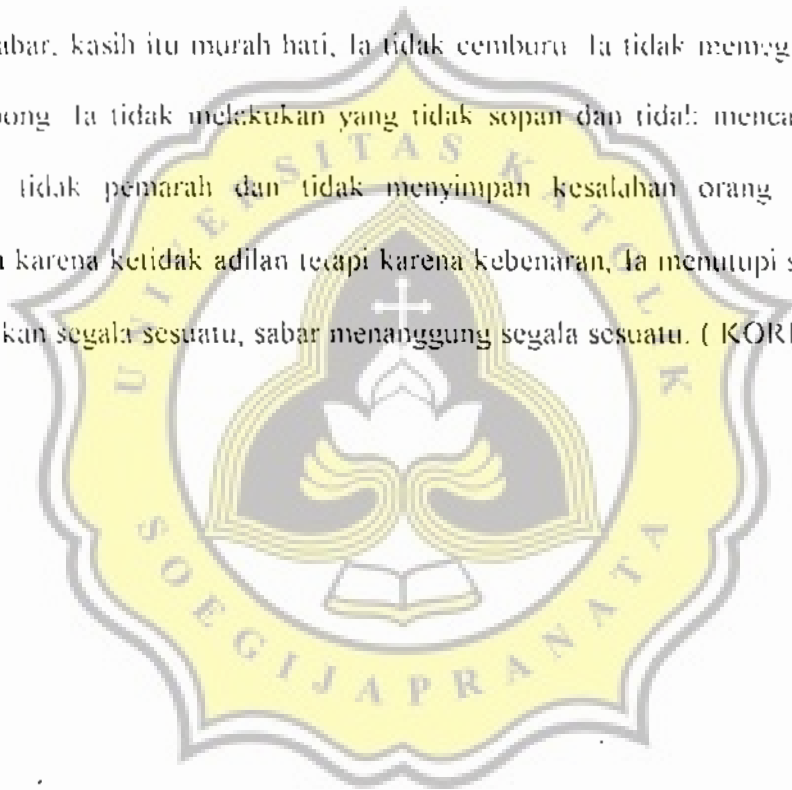 abar, kasih itu murah hati, Ia tidak cemburu Ia tidak memeg
ong Ia tidak melakukan yang tidak sopan dan tidak menca
tidak pemarah dan tidak menyimpan kesalahan orang
karena ketidak adilan tetapi karena kebenaran, Ia menutupi s
kan segala sesuatu, sabar menanggung segala sesuatu. ( KORI
UNIVERSITAS KATOLIK
SOEGIJAPRANATA